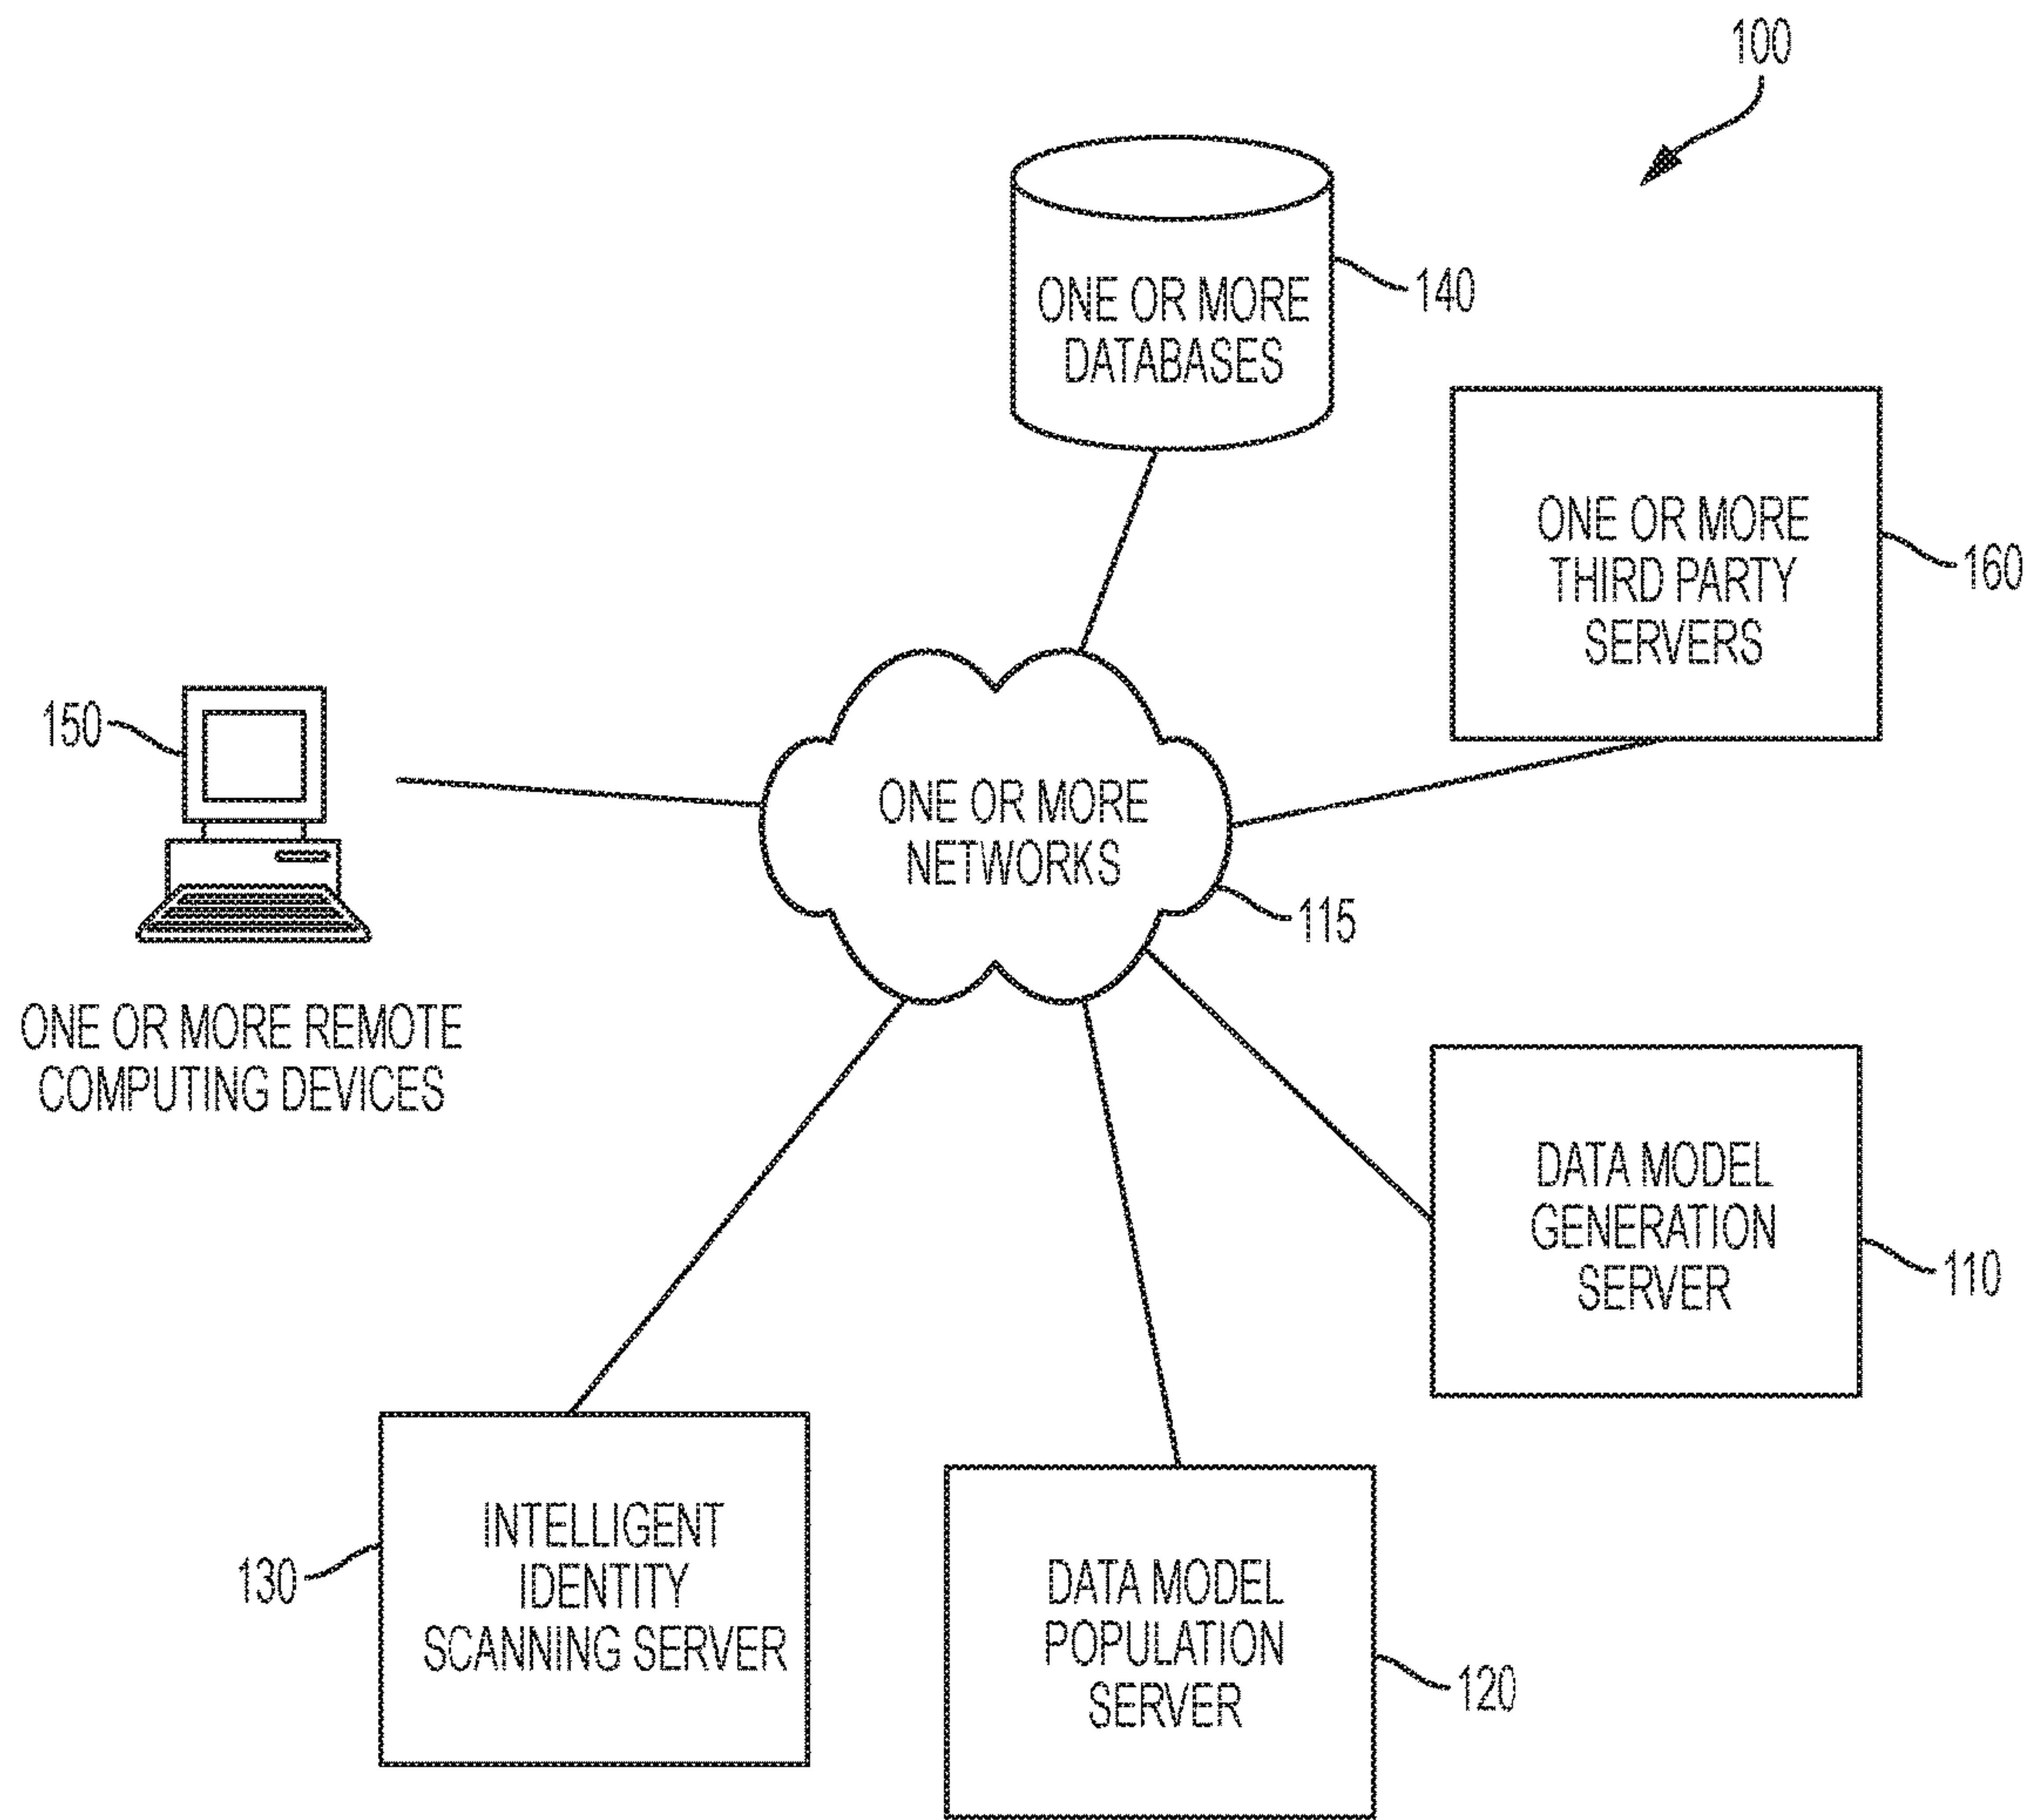 100
ONE OR MORE
DATABASES
140
ONE OR MORE
THIRD PARTY
SERVERS
160
150
ONE OR MORE
NETWORKS
115
ONE OR MORE REMOTE
COMPUTING DEVICES
DATA MODEL
GENERATION
SERVER
110
INTELLIGENT
IDENTITY
SCANNING SERVER
130
DATA MODEL
POPULATION
SERVER
120